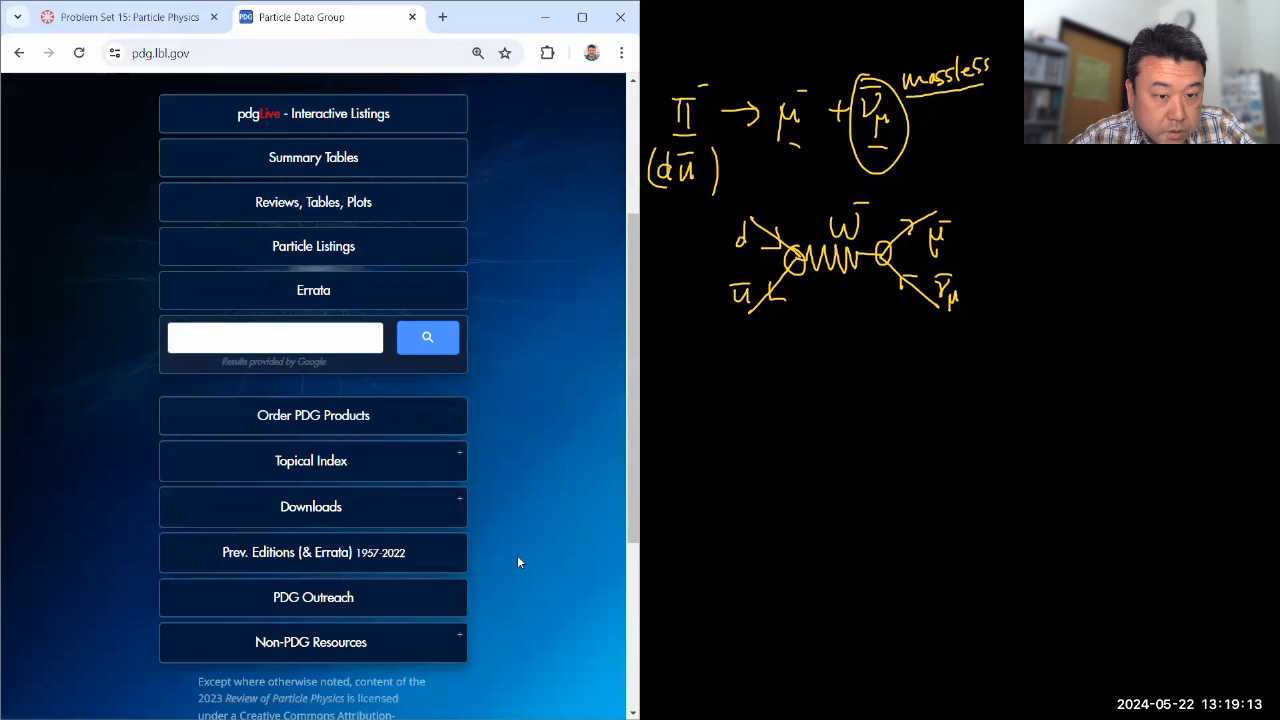 Problem Set 15: Particle Physics
Particle Data Group
pdg.lbl.gov
pdgLive - Interactive Listings
Summary Tables
Reviews, Tables, Plots
Particle Listings
Errata
Results provided by Google
Order PDG Products
Topical Index +
Downloads +
Prev. Editions (& Errata) 1957-2022
PDG Outreach
Non-PDG Resources +
Except where otherwise noted, content of the
2023 Review of Particle Physics is licensed
under a Creative Commons Attribution-
massless
π⁻ → μ⁻ + ν̄_μ
(dū)
W⁻
d μ⁻
ū ν̄_μ
2024-05-22 13:19:13